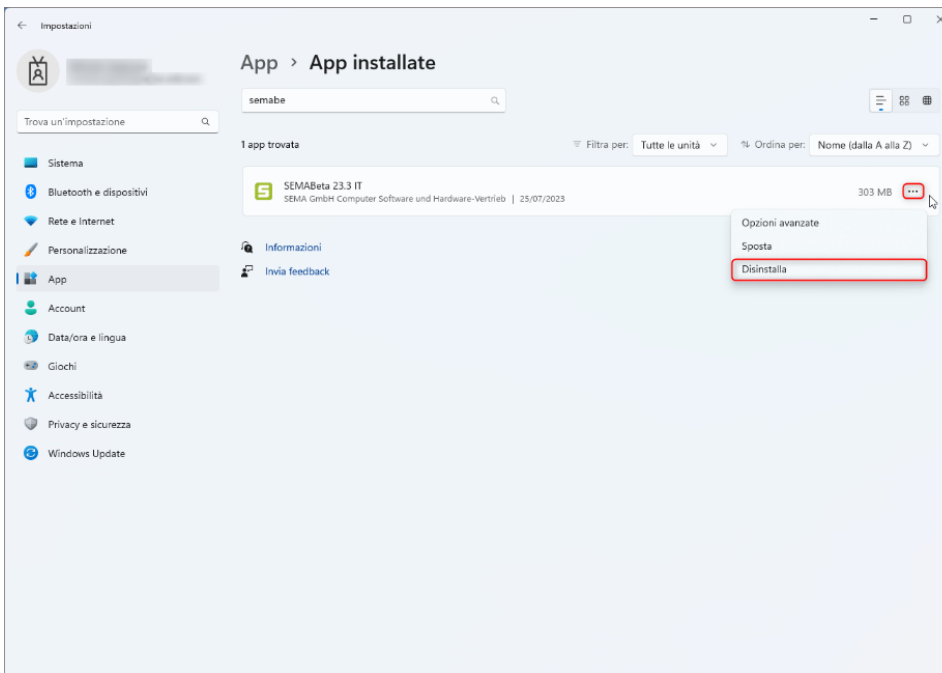 Impostazioni
App > App installate
semabe
Trova un'impostazione
1 app trovata
Filtra per: Tutte le unità
Ordina per: Nome (dalla A alla Z)
Sistema
Bluetooth e dispositivi
Rete e Internet
Personalizzazione
App
Account
Data/ora e lingua
Giochi
Accessibilità
Privacy e sicurezza
Windows Update
SEMABeta 23.3 IT
SEMA GmbH Computer Software und Hardware-Vertrieb | 25/07/2023
303 MB
Opzioni avanzate
Sposta
Disinstalla
Informazioni
Invia feedback